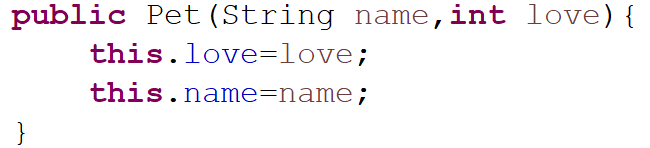 public Pet(String name,int love){
    this.love=love;
    this.name=name;
}